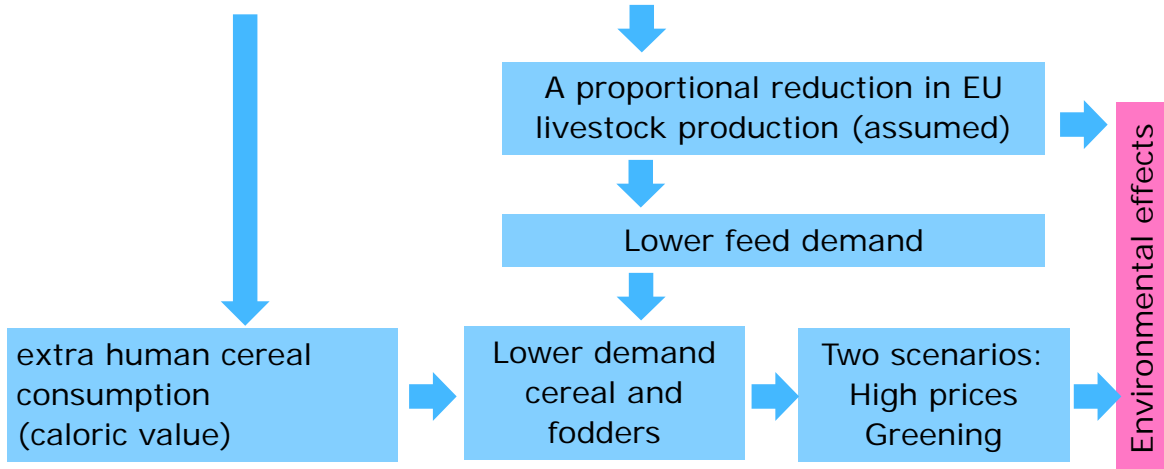 A proportional reduction in EU
livestock production (assumed)
Lower feed demand
extra human cereal
consumption
(caloric value)
Lower demand
cereal and
fodders
Two scenarios:
High prices
Greening
Environmental effects